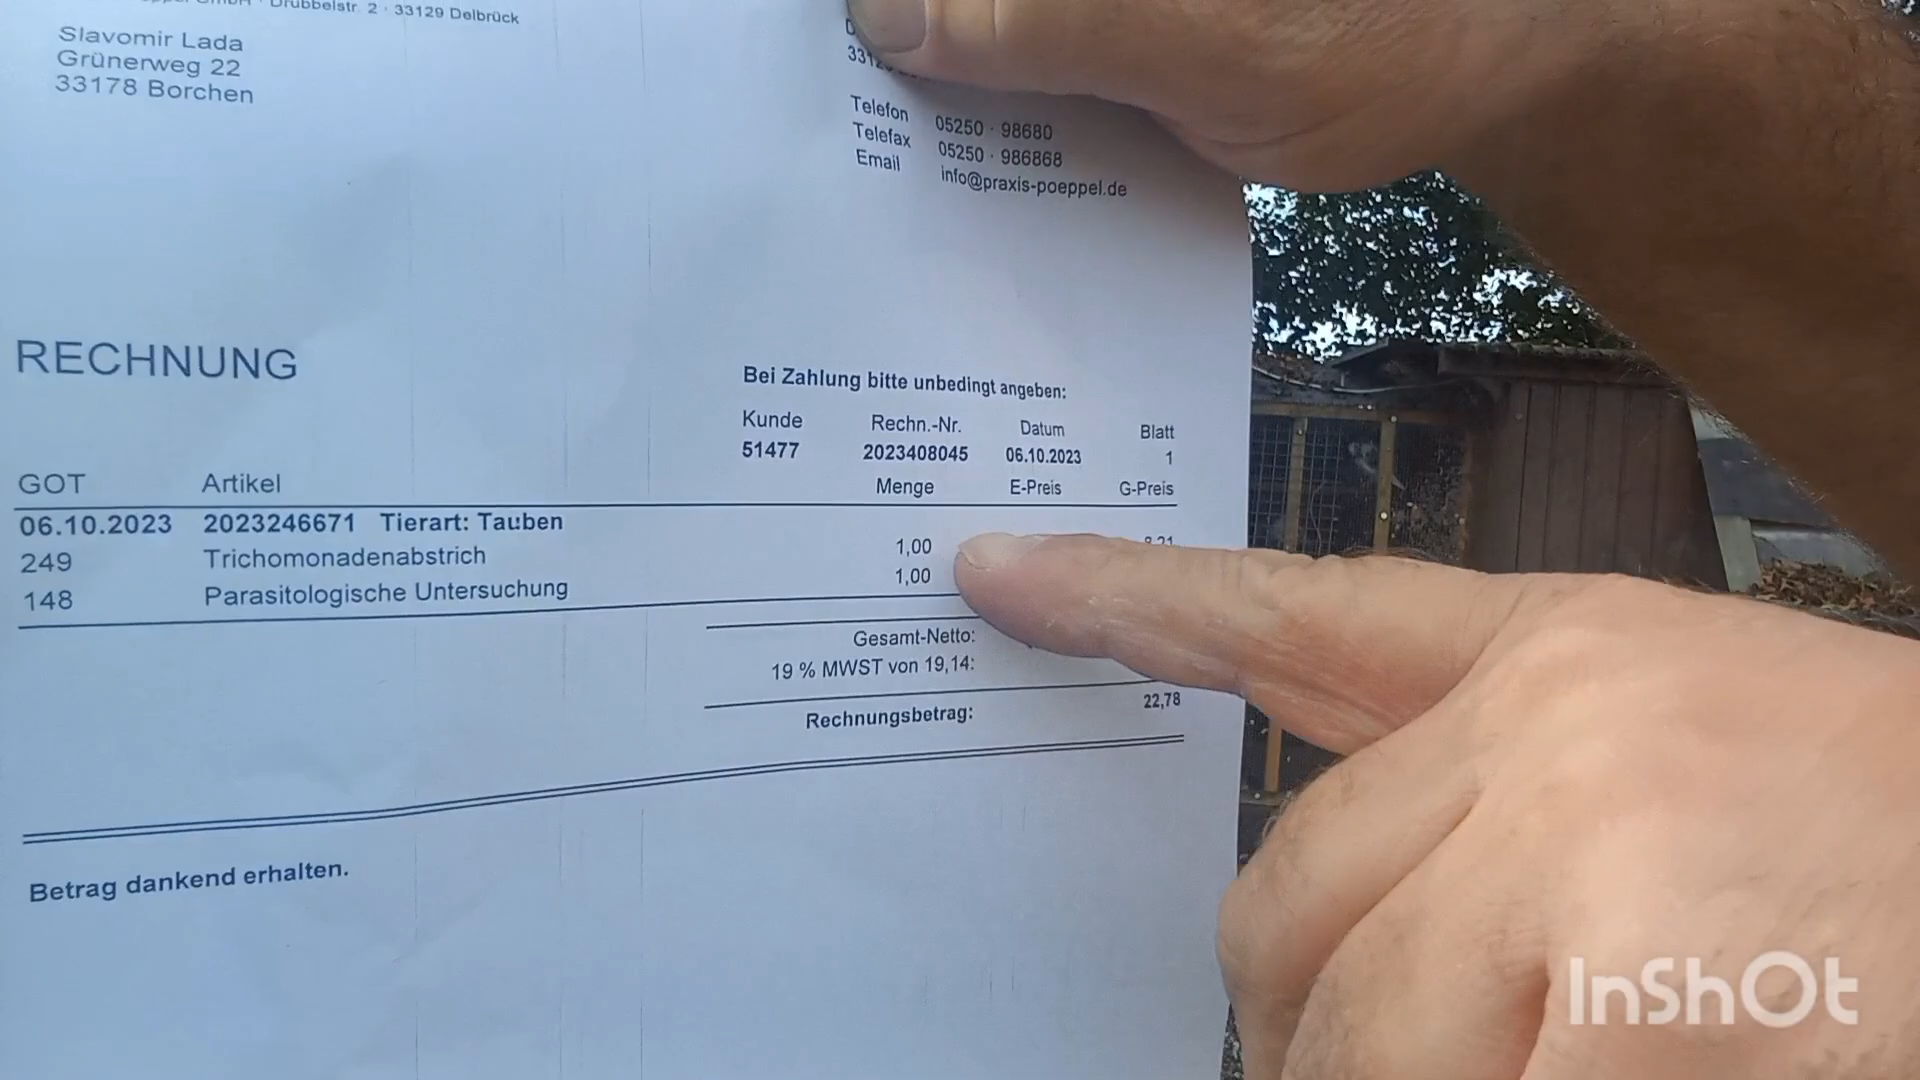 Drubbelstr. 2 · 33129 Delbrück
Slavomir Lada
Grünerweg 22
33178 Borchen
Telefon 05250 · 98680
Telefax 05250 · 986868
Email info@praxis-poeppel.de
RECHNUNG
Bei Zahlung bitte unbedingt angeben:
Kunde Rechn.-Nr. Datum Blatt
51477 2023408045 06.10.2023 1
GOT Artikel Menge E-Preis G-Preis
06.10.2023 2023246671 Tierart: Tauben
249 Trichomonadenabstrich 1,00
148 Parasitologische Untersuchung 1,00
Gesamt-Netto:
19 % MWST von 19,14:
Rechnungsbetrag: 22,78
Betrag dankend erhalten.
InShOt